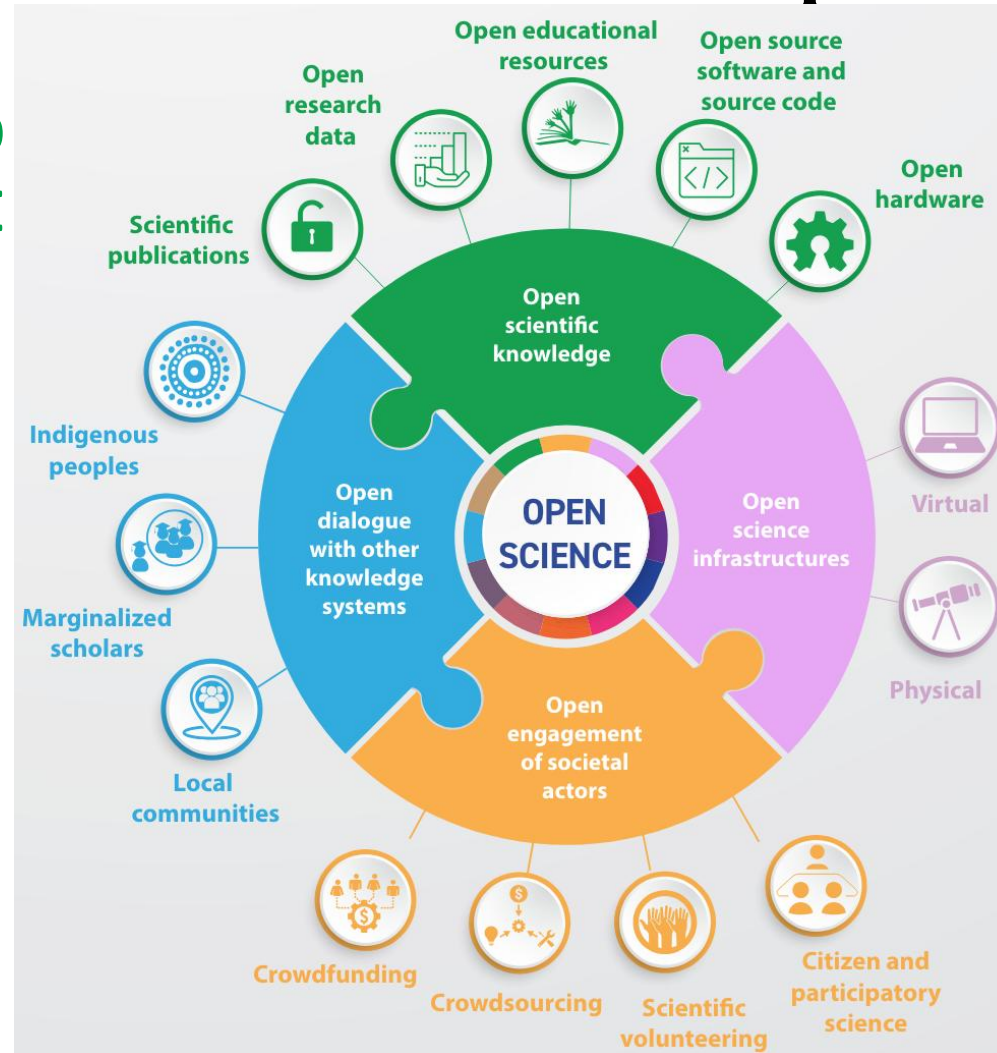 Open educational
resources
Open source
software and
source code
Open
research
data
Open
hardware
Scientific
publications
Open
scientific
knowledge
Indigenous
peoples
Marginalized
scholars
Local
communities
Open
dialogue
with other
knowledge
systems
OPEN
SCIENCE
Open
science
infrastructures
Virtual
Physical
Open
engagement
of societal
actors
Crowdfunding
Crowdsourcing
Scientific
volunteering
Citizen and
participatory
science